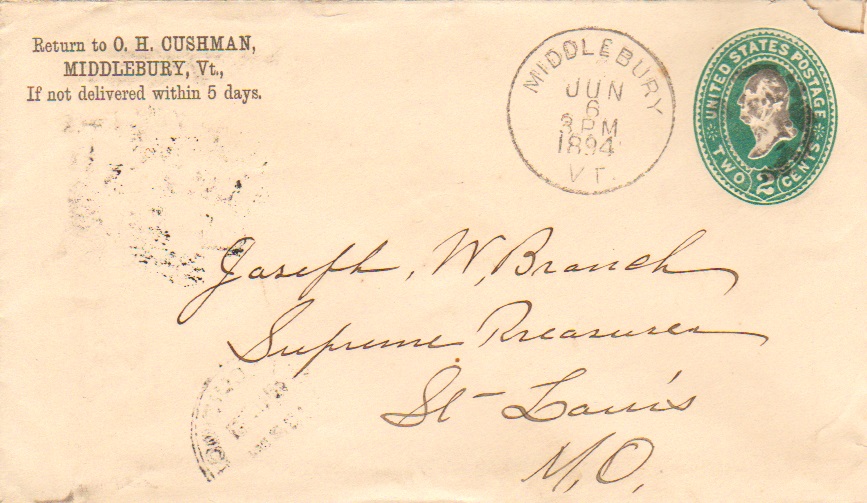 Return to O. H. CUSHMAN,
MIDDLEBURY, Vt.,
If not delivered within 5 days.
MIDDLEBURY
JUN
6
3 PM
1894
VT.
UNITED STATES POSTAGE
TWO 2 CENTS
Joseph, W, Branch
Supreme Treasurer
St Louis
M,O,